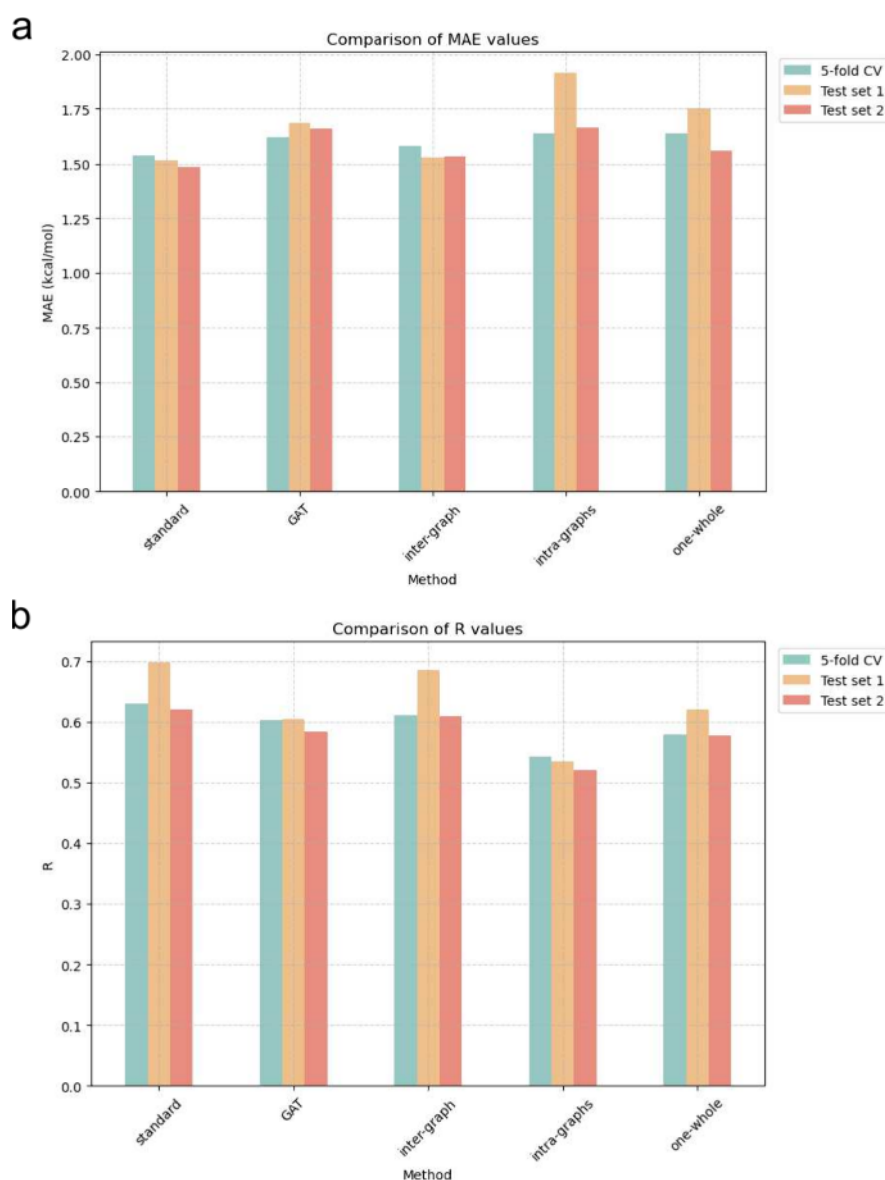 a
Comparison of MAE values
2.00
1.75
1.50
1.25
1.00
0.75
0.50
0.25
0.00
MAE (kcal/mol)
standard
GAT
inter-graph
intra-graphs
one-whole
Method
5-fold CV
Test set 1
Test set 2
b
Comparison of R values
0.7
0.6
0.5
0.4
0.3
0.2
0.1
0.0
R
standard
GAT
inter-graph
intra-graphs
one-whole
Method
5-fold CV
Test set 1
Test set 2